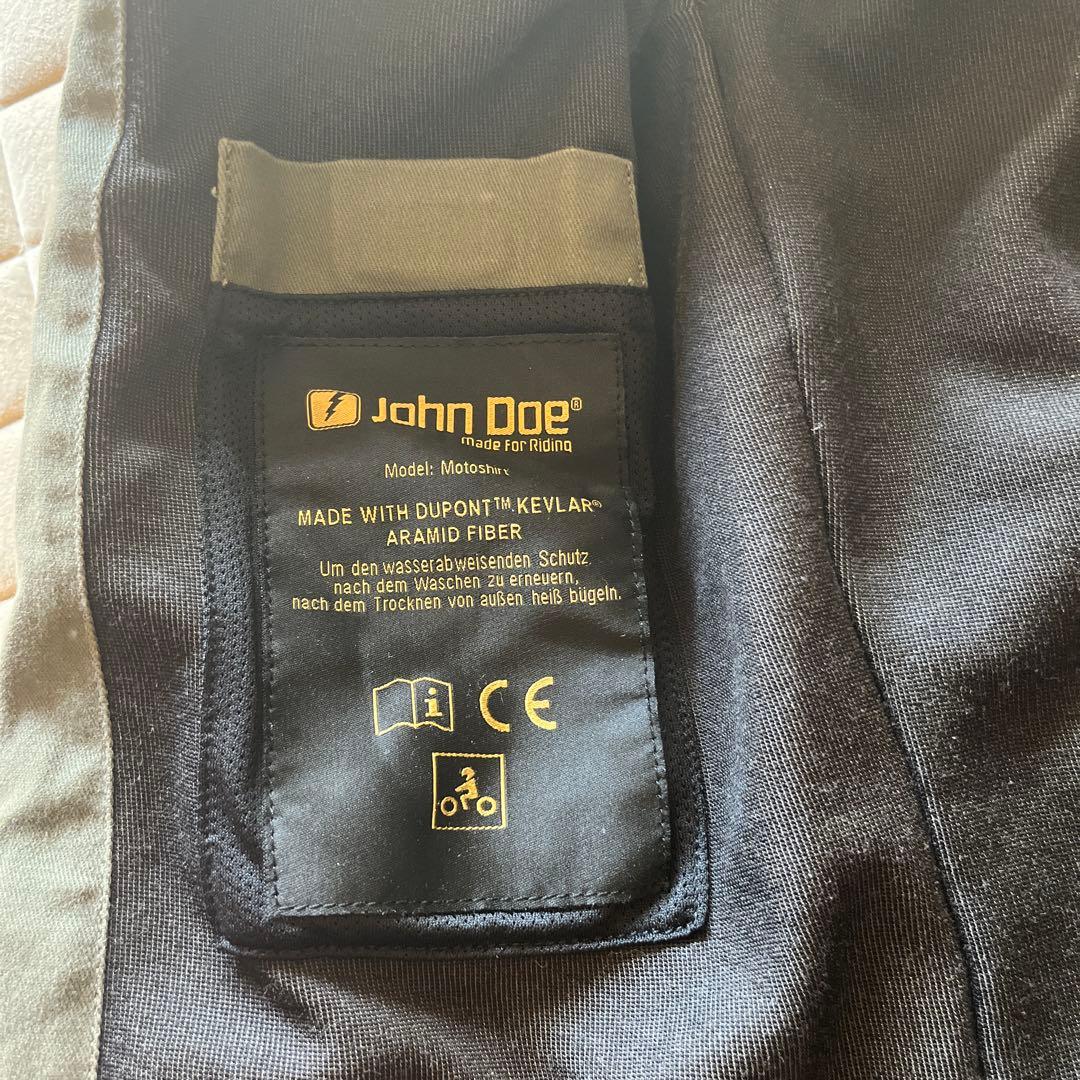 John Doe®
made For Riding
Model: Motoshirt
MADE WITH DUPONT™ KEVLAR®
ARAMID FIBER
Um den wasserabweisenden Schutz
nach dem Waschen zu erneuern,
nach dem Trocknen von außen heiß bügeln.
i
CE